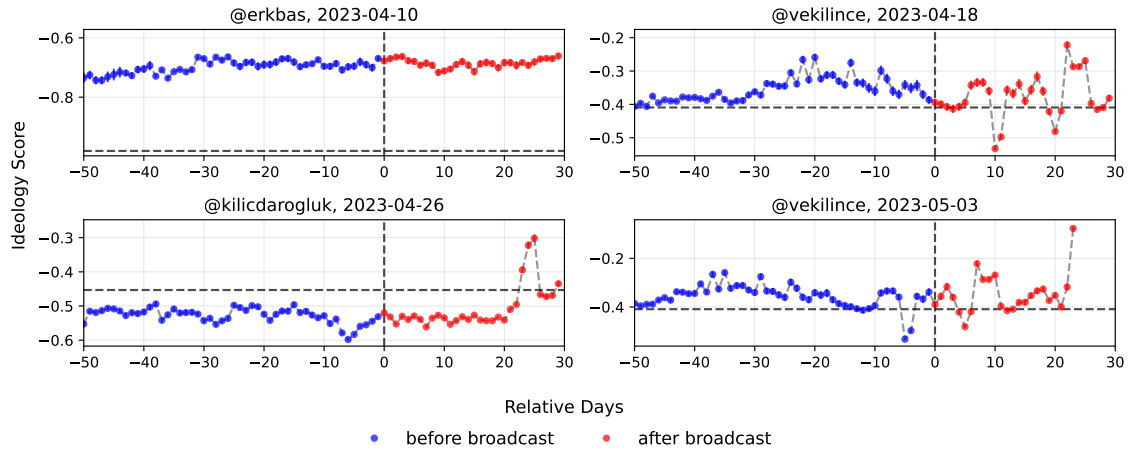 @erkbas, 2023-04-10
@vekilince, 2023-04-18
−0.6
−0.8
−50 −40 −30 −20 −10 0 10 20 30
−0.2
−0.3
−0.4
−0.5
−50 −40 −30 −20 −10 0 10 20 30
Ideology Score
@kilicdarogluk, 2023-04-26
@vekilince, 2023-05-03
−0.3
−0.4
−0.5
−0.6
−50 −40 −30 −20 −10 0 10 20 30
−0.2
−0.4
−50 −40 −30 −20 −10 0 10 20 30
Relative Days
before broadcast after broadcast